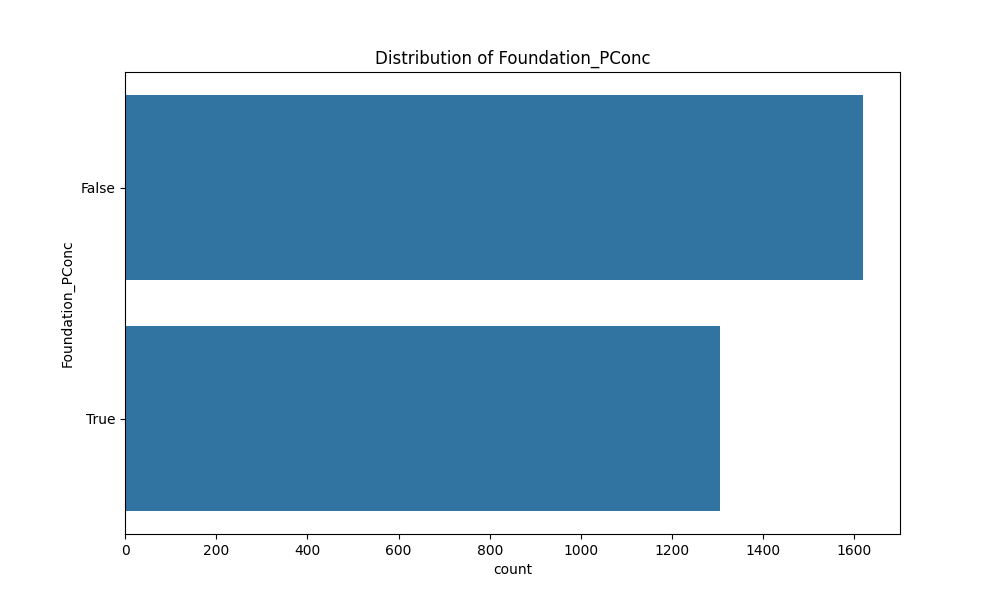 Distribution of Foundation_PConc
Foundation_PConc
False
True
0 200 400 600 800 1000 1200 1400 1600
count